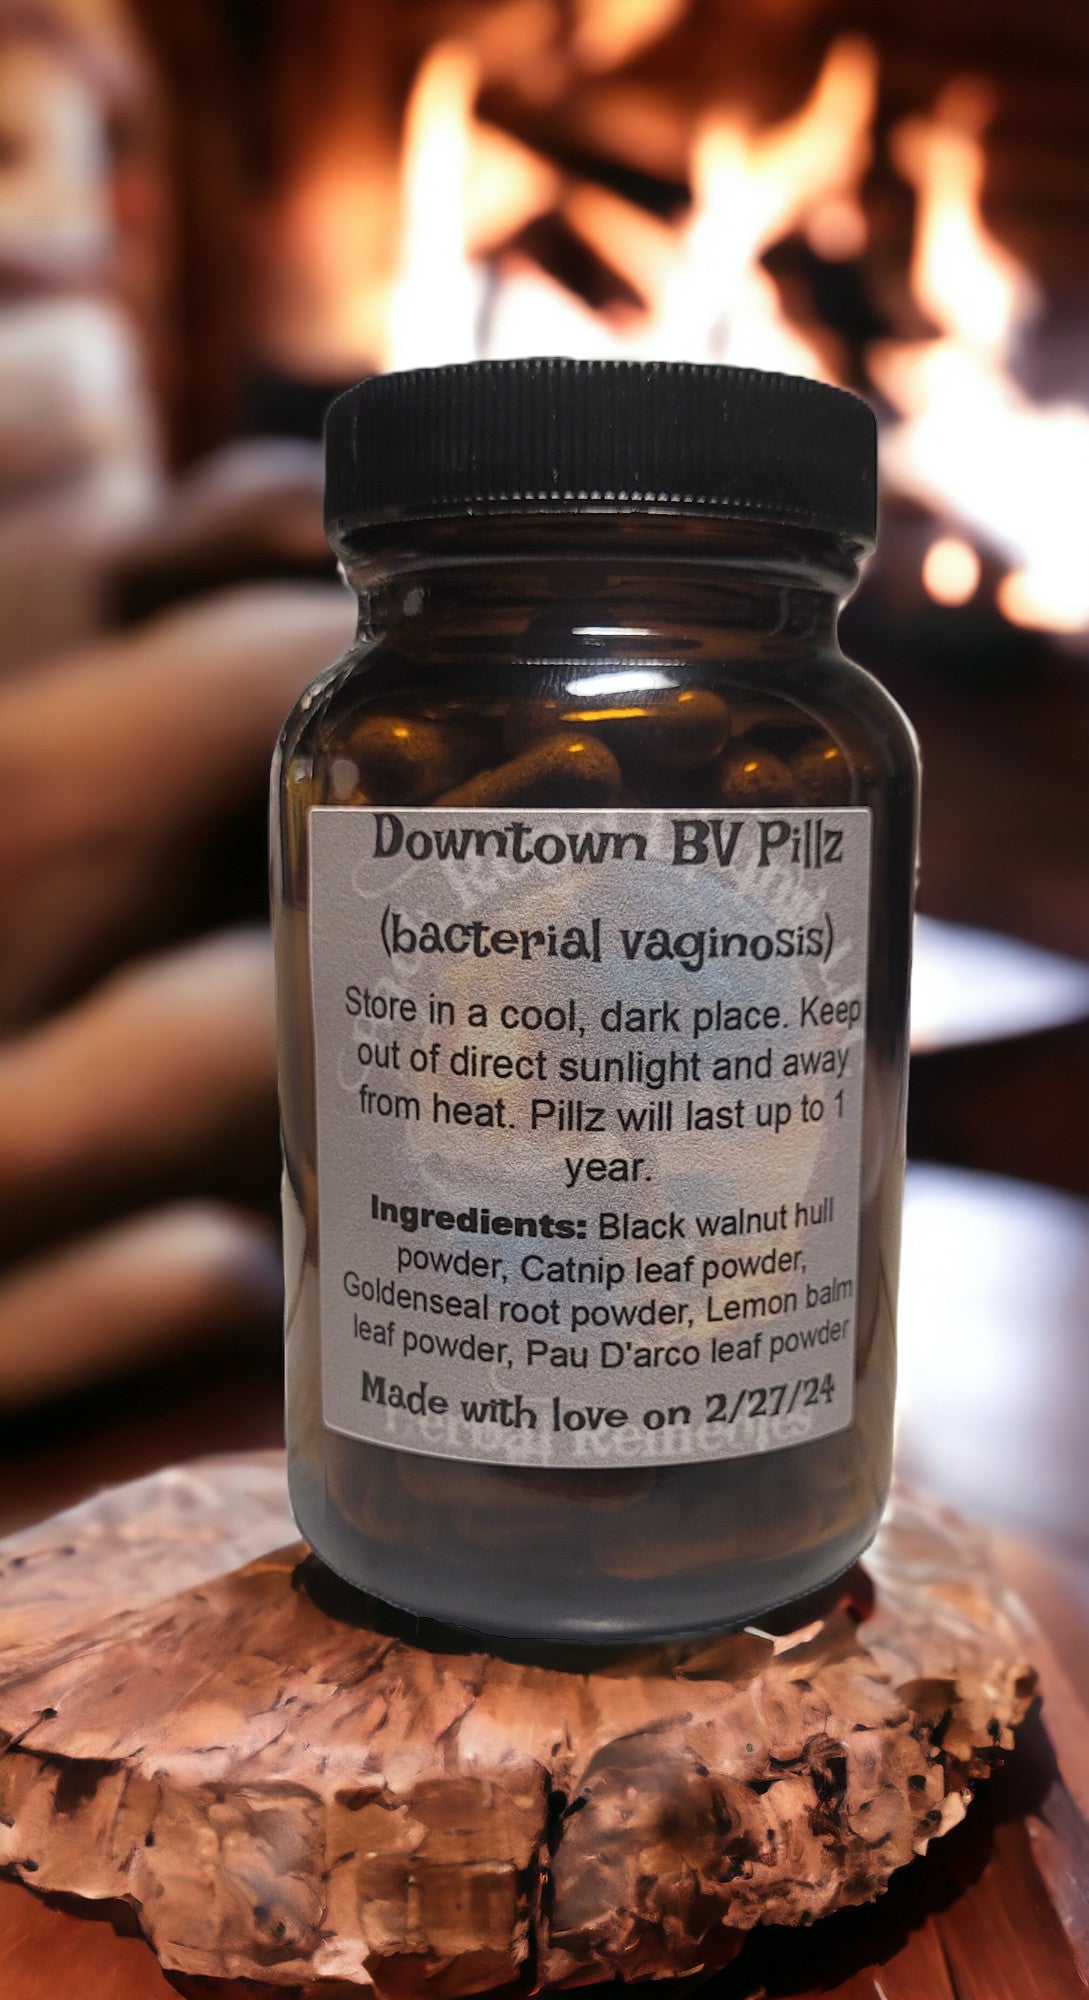 Downtown BV Pillz
(bacterial vaginosis)
Store in a cool, dark place. Keep
out of direct sunlight and away
from heat. Pillz will last up to 1
year.
Ingredients: Black walnut hull
powder, Catnip leaf powder,
Goldenseal root powder, Lemon balm
leaf powder, Pau D'arco leaf powder
Made with love on 2/27/24
Herbal Remedies